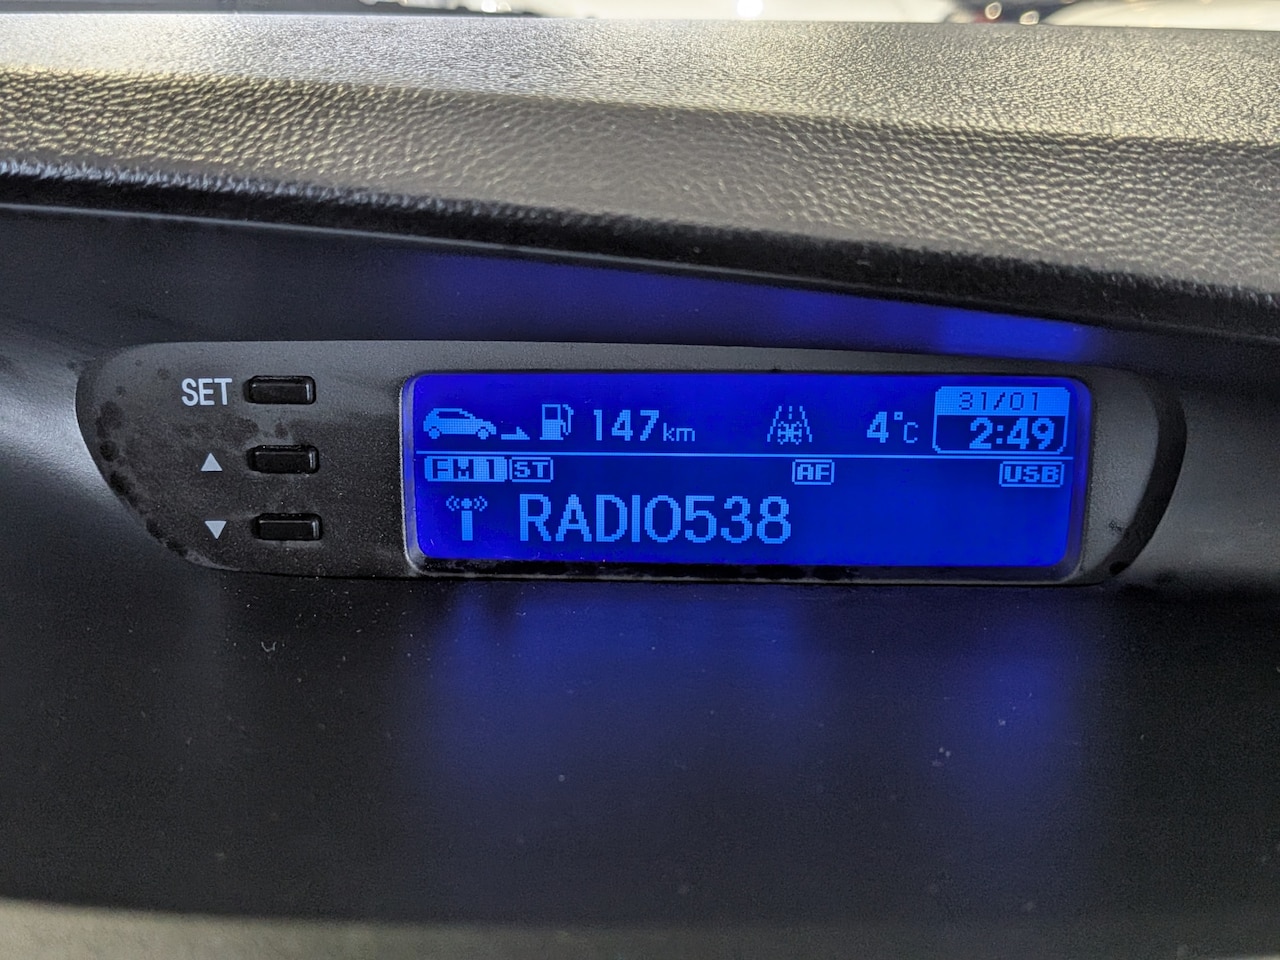 SET
147km 4°C 31/01
2:49
FM1 ST AF USB
RADIO538